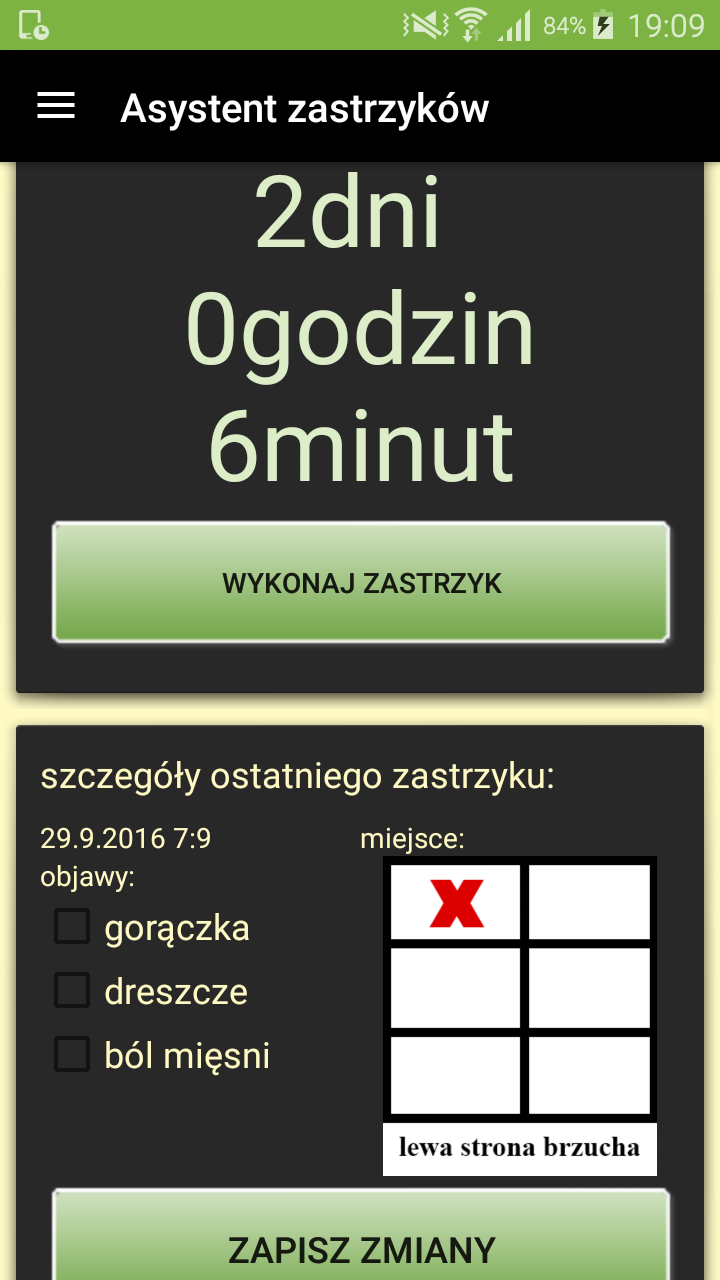 84% 19:09
Asystent zastrzyków
2dni
0godzin
6minut
WYKONAJ ZASTRZYK
szczegóły ostatniego zastrzyku:
29.9.2016 7:9
miejsce:
objawy:
X
gorączka
dreszcze
ból mięsni
lewa strona brzucha
ZAPISZ ZMIANY